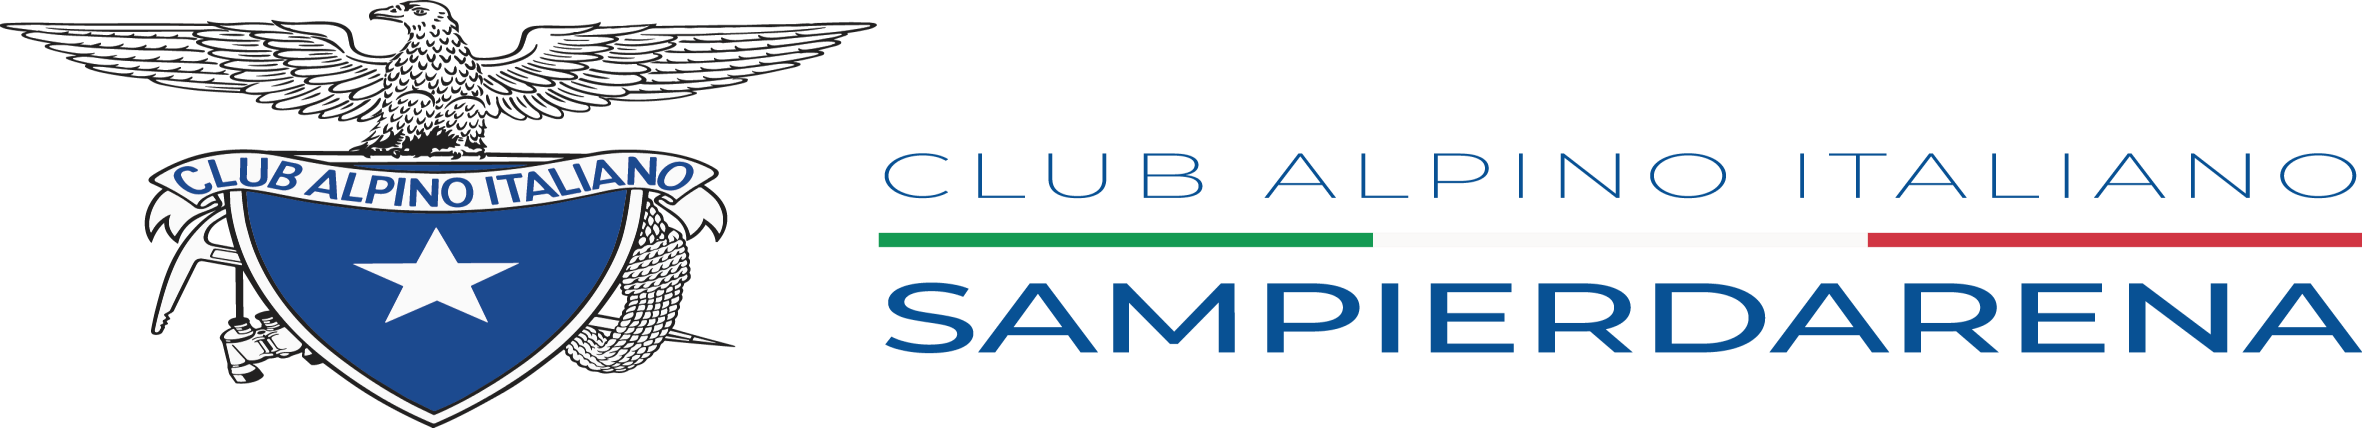 CLUB ALPINO ITALIANO
CLUB ALPINO ITALIANO
SAMPIERDARENA